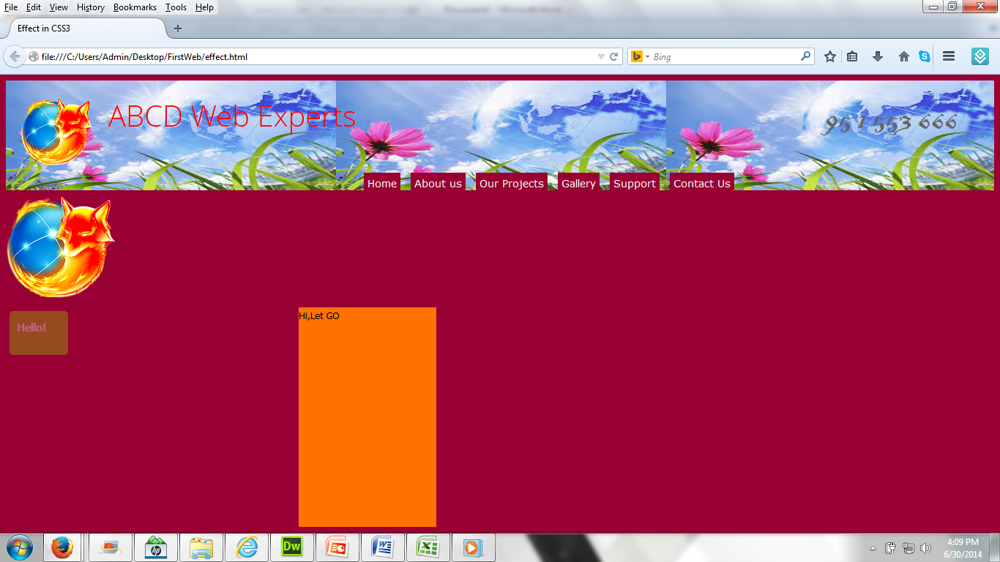 File Edit View History Bookmarks Tools Help
Effect in CSS3
file:///C:/Users/Admin/Desktop/FirstWeb/effect.html
Bing
ABCD Web Experts
951 553 666
Home About us Our Projects Gallery Support Contact Us
Hello!
Hi,Let GO
hp
Dw
4:09 PM
6/30/2014